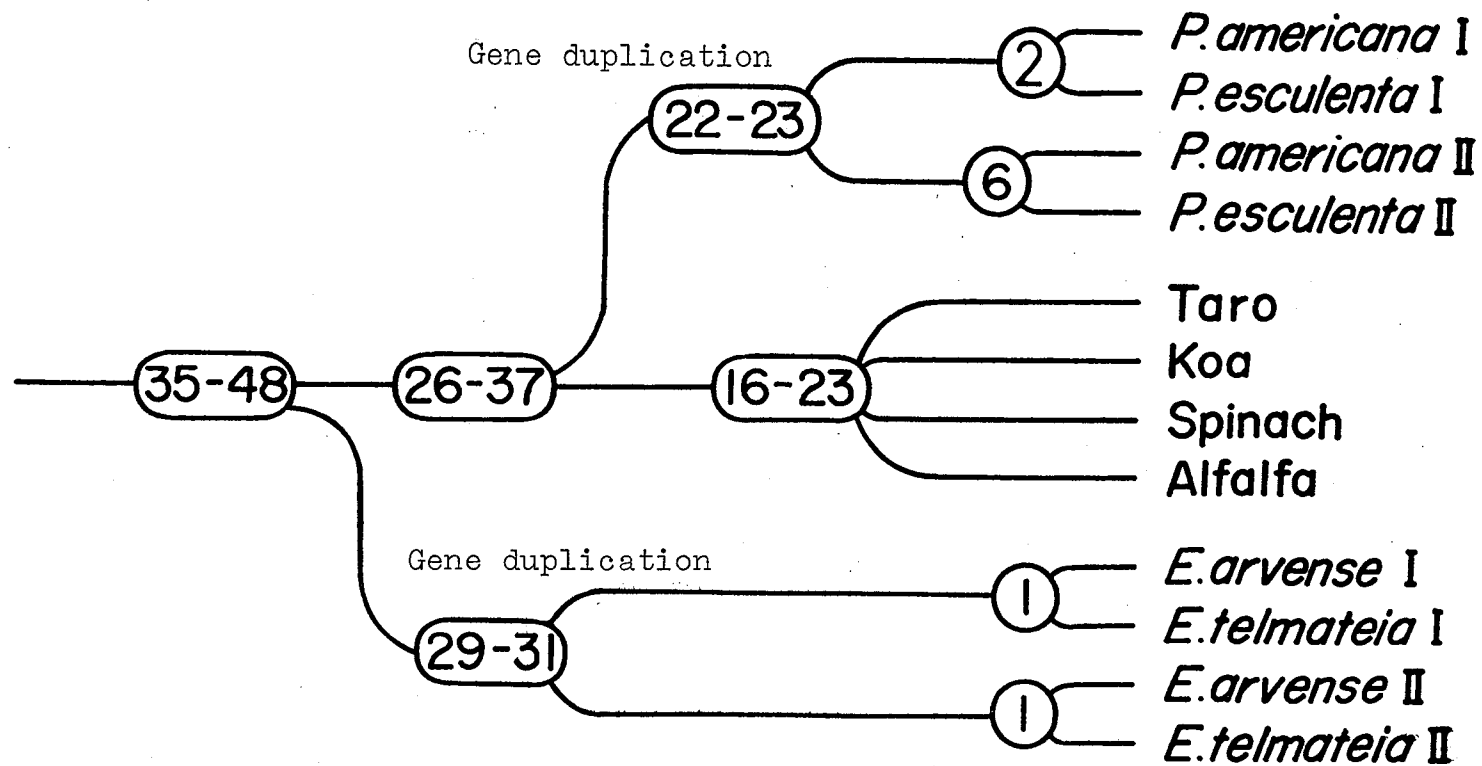 Gene duplication
22-23
2
P. americana I
P. esculenta I
6
P. americana II
P. esculenta II
35-48
26-37
16-23
Taro
Koa
Spinach
Alfalfa
Gene duplication
29-31
1
E. arvense I
E. telmateia I
1
E. arvense II
E. telmateia II